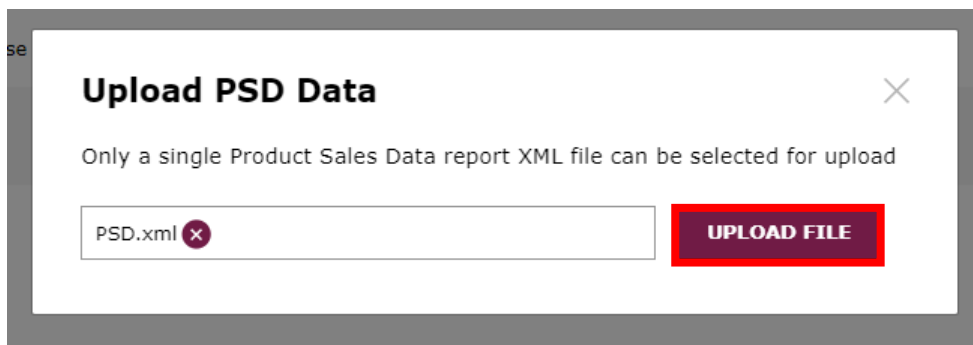 se
Upload PSD Data
Only a single Product Sales Data report XML file can be selected for upload
PSD.xml
UPLOAD FILE